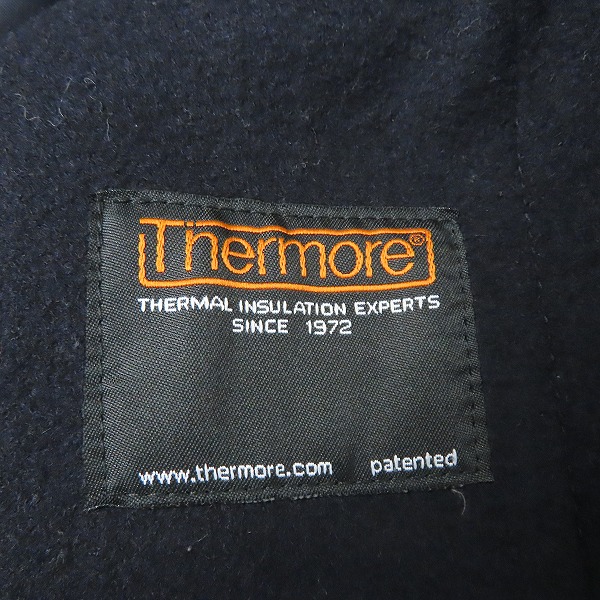 Thermore®
THERMAL INSULATION EXPERTS
SINCE 1972
www.thermore.com patented